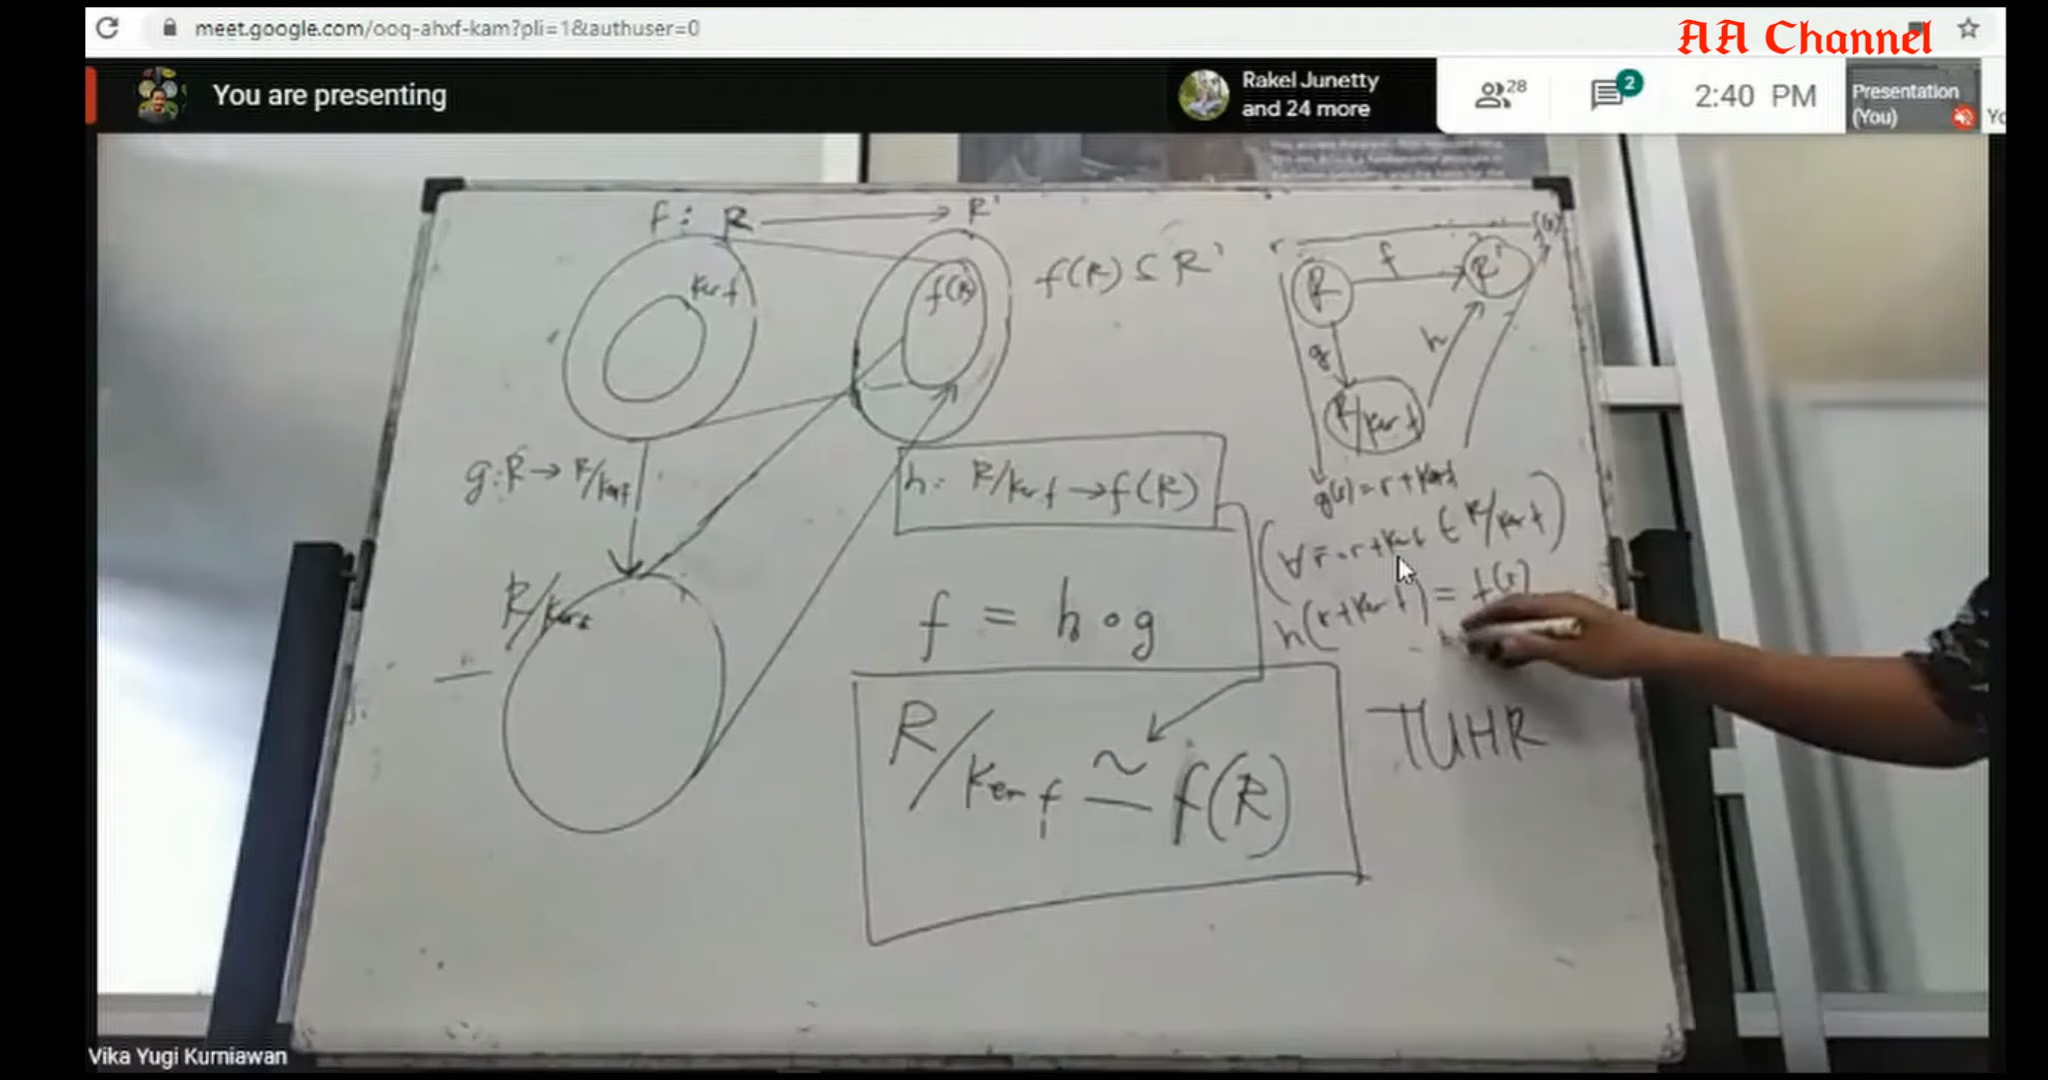 meet.google.com/ooq-ahxf-kam?pli=1&authuser=0
AA Channel
You are presenting
Rakel Junetty
and 24 more
28
2
2:40 PM
Presentation
(You)
f: R → R'
Ker f
f(R)
f(R) ⊆ R'
r
f(r)
R
f
R'
g
h
R/Ker f
g(r) = r + Ker f
g: R → R/Ker f
h: R/Ker f → f(R)
(∀ r̄ = r + Ker f ∈ R/Ker f)
h(r + Ker f) = f(r)
R/Ker f
f = h ∘ g
R/Ker f ≃ f(R)
TUHR
Vika Yugi Kurniawan